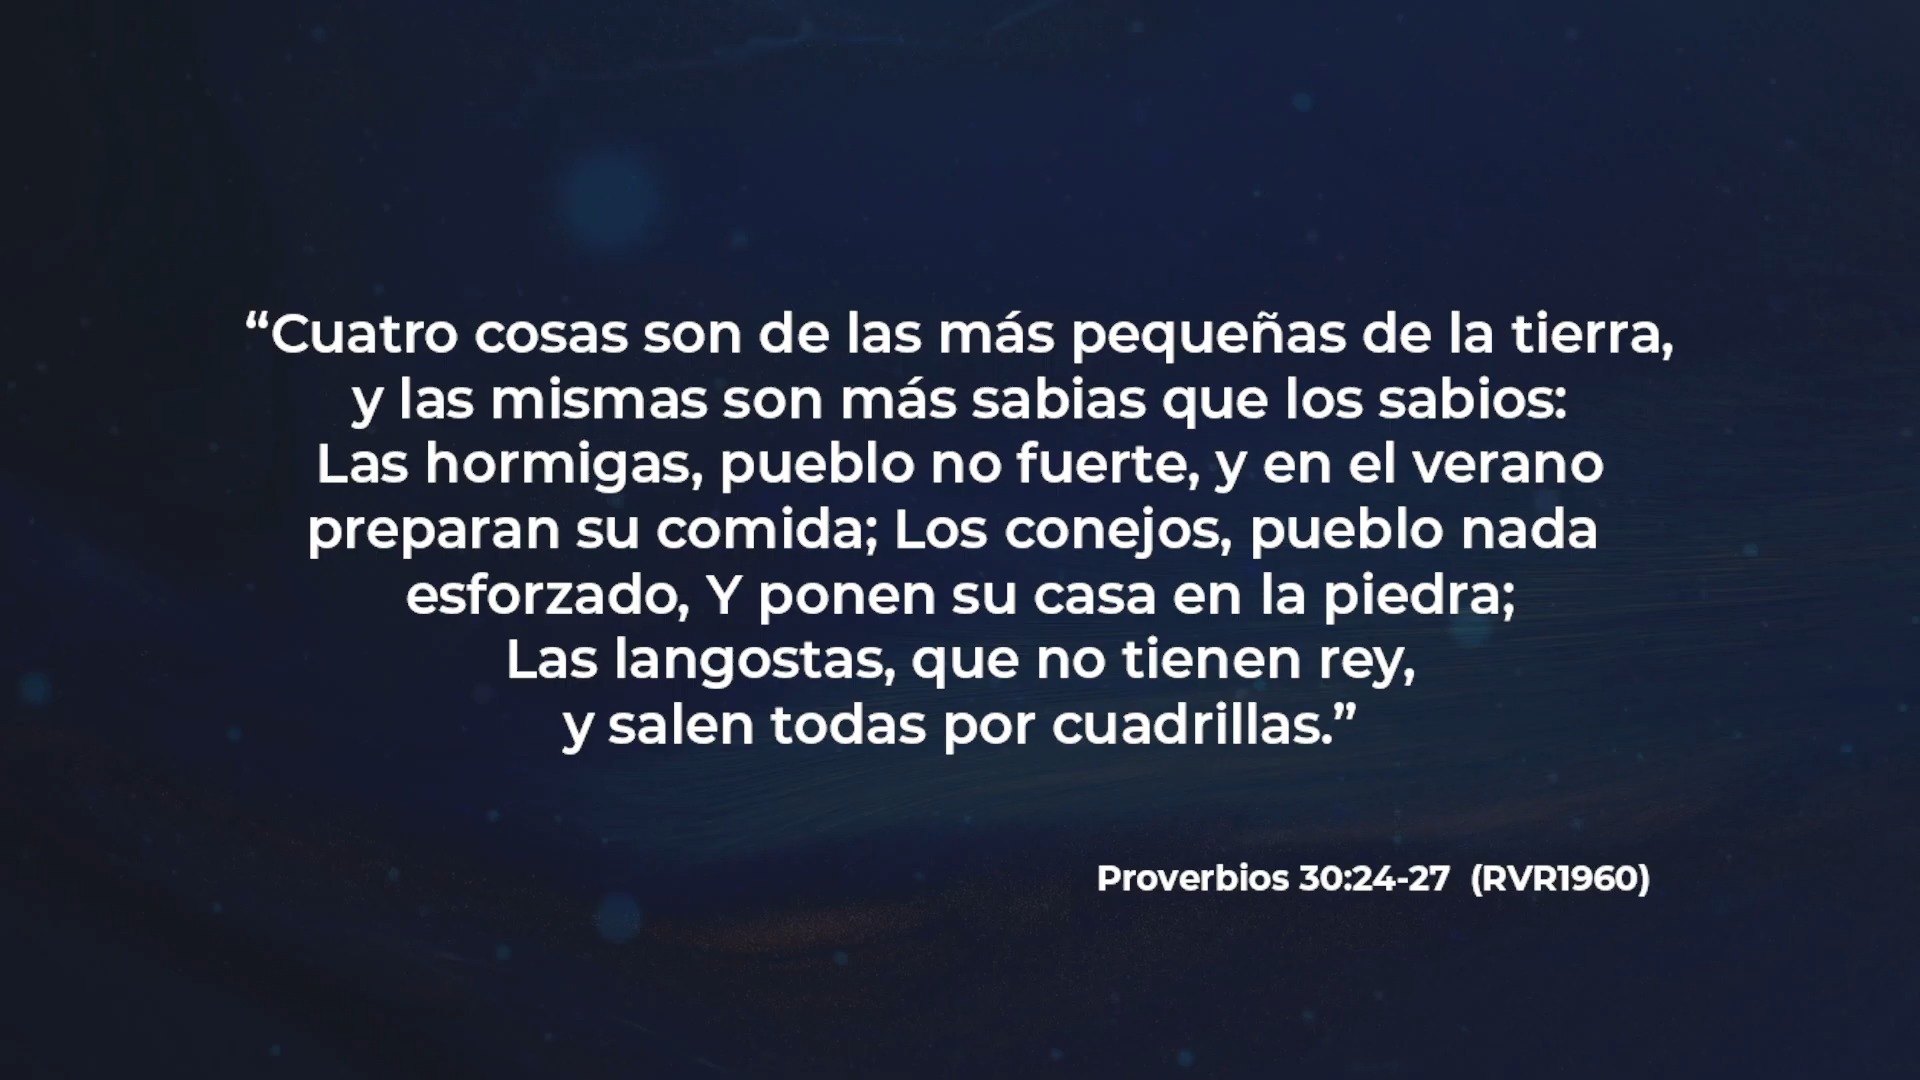 “Cuatro cosas son de las más pequeñas de la tierra,
y las mismas son más sabias que los sabios:
Las hormigas, pueblo no fuerte, y en el verano
preparan su comida; Los conejos, pueblo nada
esforzado, Y ponen su casa en la piedra;
Las langostas, que no tienen rey,
y salen todas por cuadrillas.”
Proverbios 30:24-27 (RVR1960)